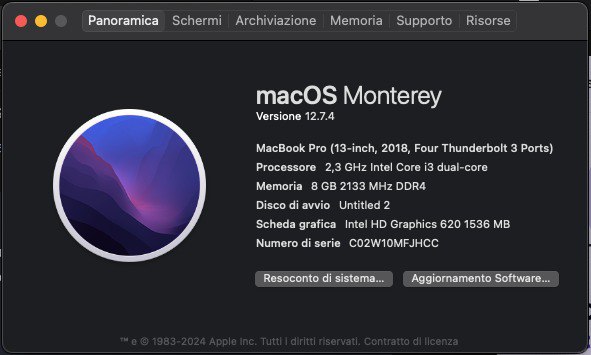 Panoramica Schermi Archiviazione Memoria Supporto Risorse
macOS Monterey
Versione 12.7.4
MacBook Pro (13-inch, 2018, Four Thunderbolt 3 Ports)
Processore 2,3 GHz Intel Core i3 dual-core
Memoria 8 GB 2133 MHz DDR4
Disco di avvio Untitled 2
Scheda grafica Intel HD Graphics 620 1536 MB
Numero di serie C02W10MFJHCC
Resoconto di sistema... Aggiornamento Software...
™ e © 1983-2024 Apple Inc. Tutti i diritti riservati. Contratto di licenza